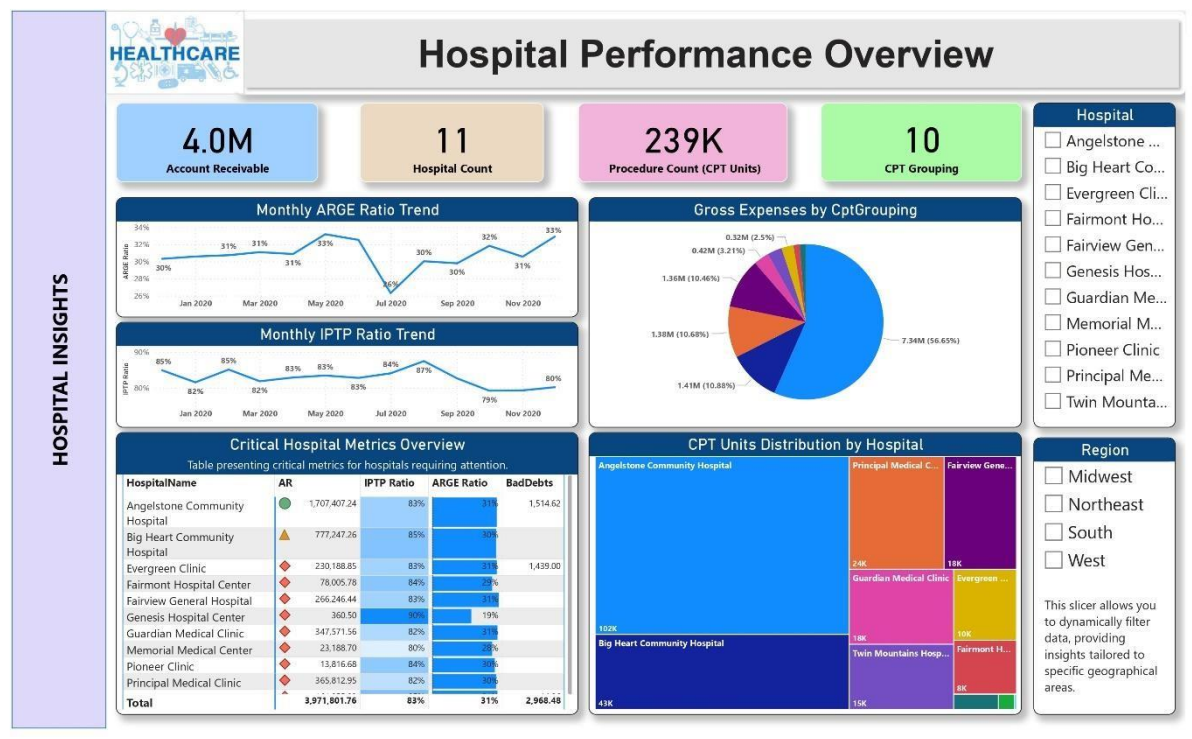 HEALTHCARE
Hospital Performance Overview
HOSPITAL INSIGHTS
4.0M
Account Receivable
11
Hospital Count
239K
Procedure Count (CPT Units)
10
CPT Grouping
Hospital
Angelstone ...
Big Heart Co...
Evergreen Cli...
Fairmont Ho...
Fairview Gen...
Genesis Hos...
Guardian Me...
Memorial M...
Pioneer Clinic
Principal Me...
Twin Mounta...
Monthly ARGE Ratio Trend
ARGE Ratio
34%
32%
30%
28%
26%
30%
31%
31%
31%
33%
26%
30%
30%
32%
31%
33%
Jan 2020
Mar 2020
May 2020
Jul 2020
Sep 2020
Nov 2020
Monthly IPTP Ratio Trend
IPTP Ratio
90%
80%
85%
82%
85%
82%
83%
83%
83%
84%
87%
79%
80%
Jan 2020
Mar 2020
May 2020
Jul 2020
Sep 2020
Nov 2020
Gross Expenses by CptGrouping
0.32M (2.5%)
0.42M (3.21%)
1.36M (10.46%)
1.38M (10.68%)
1.41M (10.88%)
7.34M (56.65%)
Critical Hospital Metrics Overview
Table presenting critical metrics for hospitals requiring attention.
HospitalName AR IPTP Ratio ARGE Ratio BadDebts
Angelstone Community 1,707,407.24 83% 31% 1,514.62
Hospital
Big Heart Community 777,247.26 85% 30%
Hospital
Evergreen Clinic 230,188.85 83% 31% 1,439.00
Fairmont Hospital Center 78,005.78 84% 29%
Fairview General Hospital 266,246.44 83% 31%
Genesis Hospital Center 360.50 90% 19%
Guardian Medical Clinic 347,571.56 82% 31%
Memorial Medical Center 23,188.70 80% 28%
Pioneer Clinic 13,816.68 84% 30%
Principal Medical Clinic 365,812.95 82% 30%
Total 3,971,801.76 83% 31% 2,968.48
CPT Units Distribution by Hospital
Angelstone Community Hospital
102K
Big Heart Community Hospital
43K
Principal Medical C...
24K
Fairview Gene...
18K
Guardian Medical Clinic
18K
Evergreen ...
10K
Twin Mountains Hosp...
15K
Fairmont H...
8K
Region
Midwest
Northeast
South
West
This slicer allows you
to dynamically filter
data, providing
insights tailored to
specific geographical
areas.